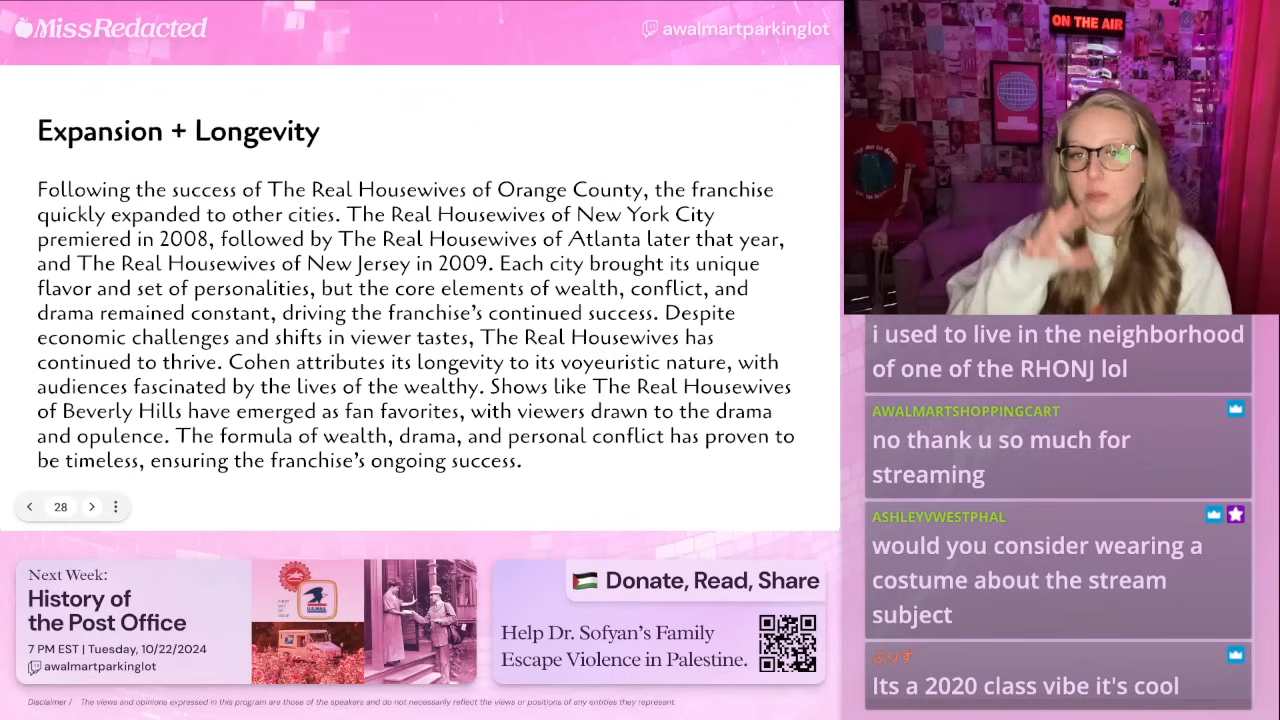 MissRedacted
awalmartparkinglot
ON THE AIR
Expansion + Longevity
Following the success of The Real Housewives of Orange County, the franchise
quickly expanded to other cities. The Real Housewives of New York City
premiered in 2008, followed by The Real Housewives of Atlanta later that year,
and The Real Housewives of New Jersey in 2009. Each city brought its unique
flavor and set of personalities, but the core elements of wealth, conflict, and
drama remained constant, driving the franchise's continued success. Despite
economic challenges and shifts in viewer tastes, The Real Housewives has
continued to thrive. Cohen attributes its longevity to its voyeuristic nature, with
audiences fascinated by the lives of the wealthy. Shows like The Real Housewives
of Beverly Hills have emerged as fan favorites, with viewers drawn to the drama
and opulence. The formula of wealth, drama, and personal conflict has proven to
be timeless, ensuring the franchise's ongoing success.
28
i used to live in the neighborhood
of one of the RHONJ lol
AWALMARTSHOPPINGCART
no thank u so much for
streaming
ASHLEYVWESTPHAL
would you consider wearing a
costume about the stream
subject
Its a 2020 class vibe it's cool
Next Week:
History of
the Post Office
7 PM EST | Tuesday, 10/22/2024
awalmartparkinglot
U.S. MAIL
Donate, Read, Share
Help Dr. Sofyan's Family
Escape Violence in Palestine.
Disclaimer / The views and opinions expressed in this program are those of the speakers and do not necessarily reflect the views or positions of any entities they represent.